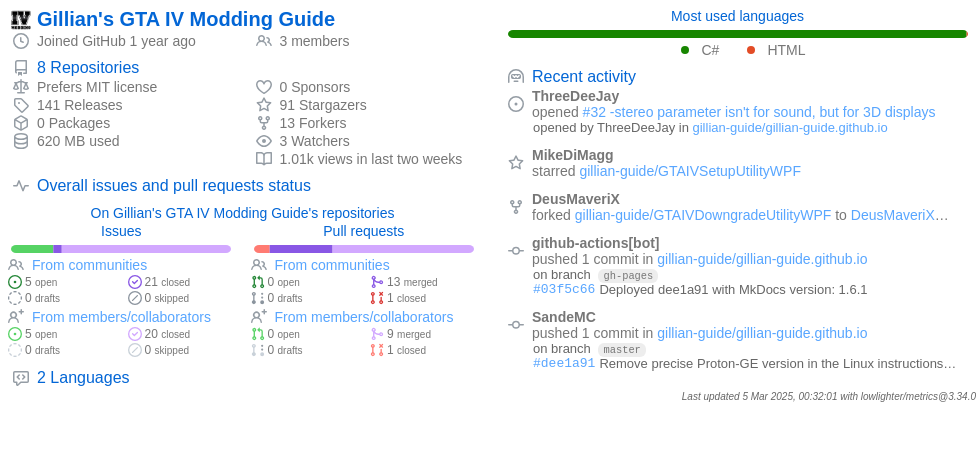 Gillian's GTA IV Modding Guide
Joined GitHub 1 year ago
3 members
8 Repositories
Prefers MIT license
141 Releases
0 Packages
620 MB used
0 Sponsors
91 Stargazers
13 Forkers
3 Watchers
1.01k views in last two weeks
Overall issues and pull requests status
On Gillian's GTA IV Modding Guide's repositories
Issues
From communities
5 open
21 closed
0 drafts
0 skipped
From members/collaborators
5 open
20 closed
0 drafts
0 skipped
Pull requests
From communities
0 open
13 merged
0 drafts
1 closed
From members/collaborators
0 open
9 merged
0 drafts
1 closed
2 Languages
Most used languages
C#
HTML
Recent activity
ThreeDeeJay
opened #32 -stereo parameter isn't for sound, but for 3D displays
opened by ThreeDeeJay in gillian-guide/gillian-guide.github.io
MikeDiMagg
starred gillian-guide/GTAIVSetupUtilityWPF
DeusMaveriX
forked gillian-guide/GTAIVDowngradeUtilityWPF to DeusMaveriX…
github-actions[bot]
pushed 1 commit in gillian-guide/gillian-guide.github.io
on branch gh-pages
#03f5c66 Deployed dee1a91 with MkDocs version: 1.6.1
SandeMC
pushed 1 commit in gillian-guide/gillian-guide.github.io
on branch master
#dee1a91 Remove precise Proton-GE version in the Linux instructions…
Last updated 5 Mar 2025, 00:32:01 with lowlighter/metrics@3.34.0